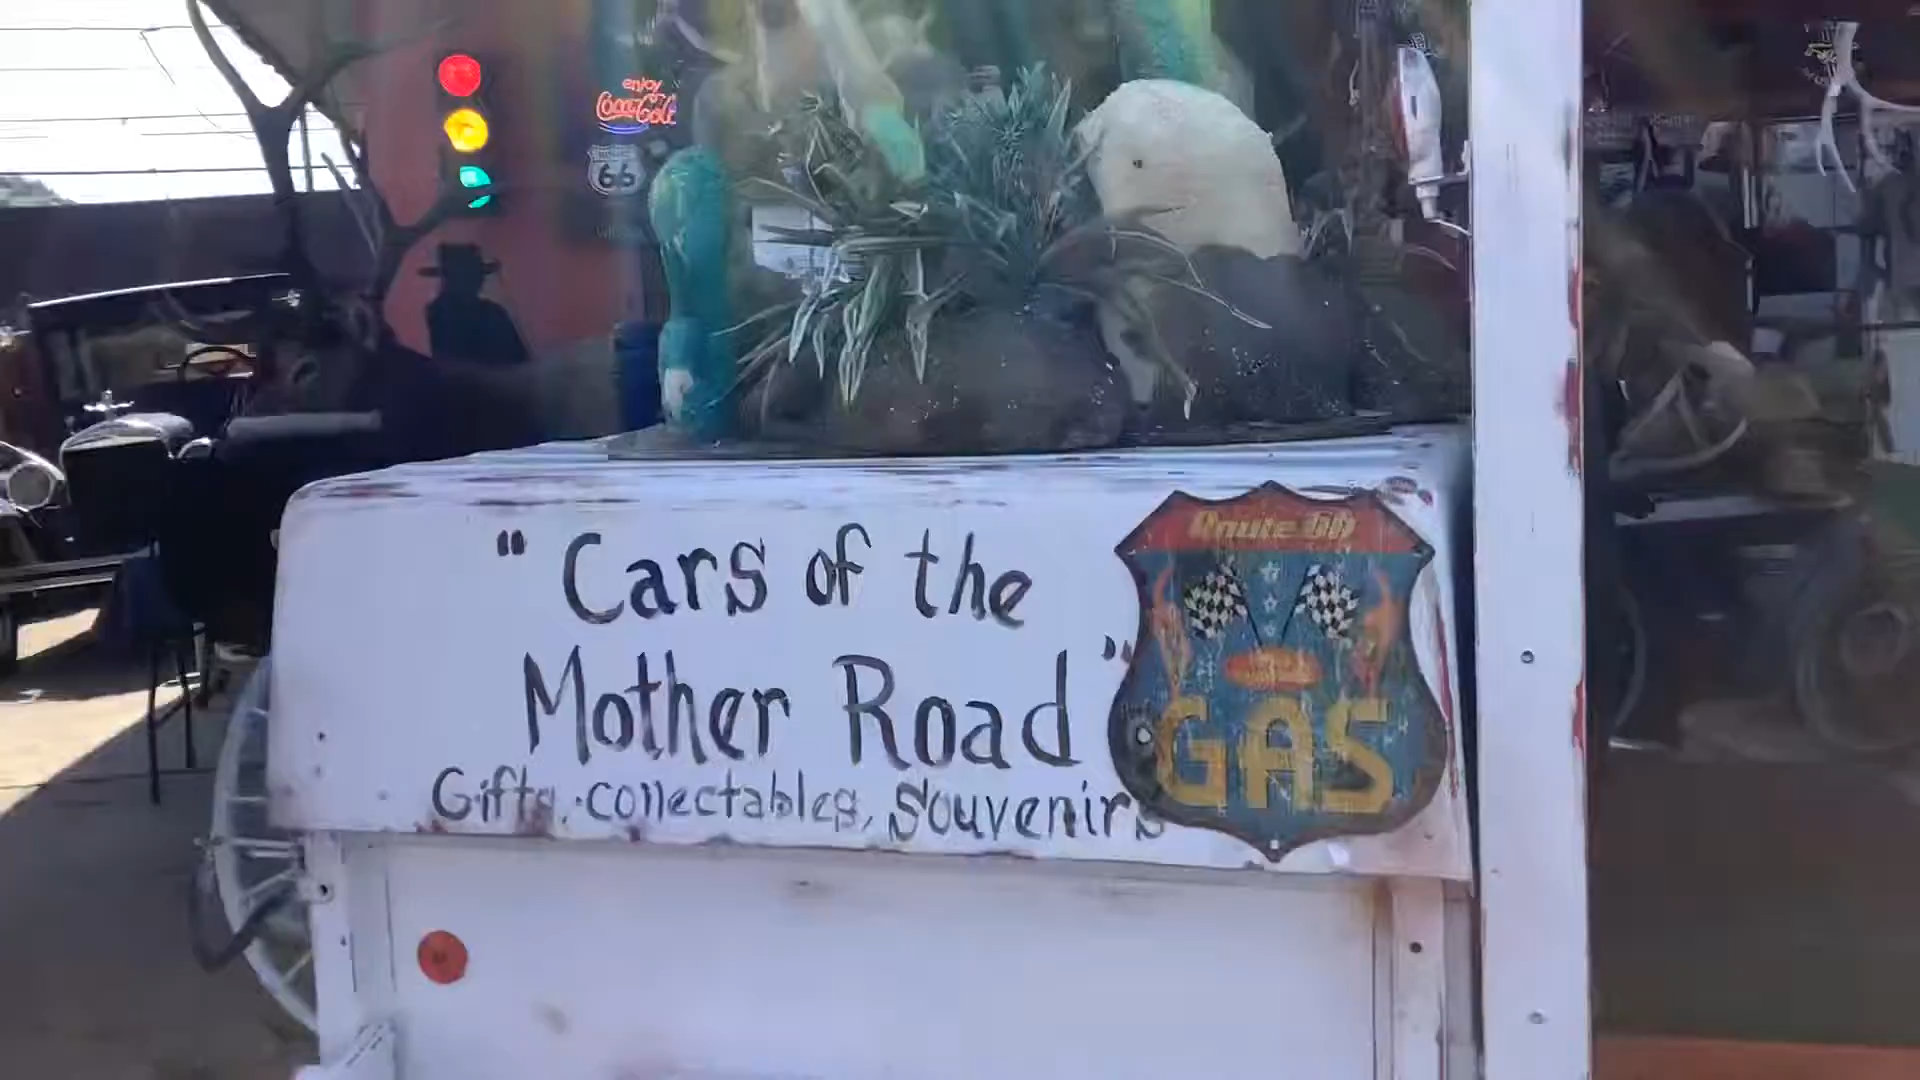 enjoy
Coca-Cola
66
" Cars of the
Mother Road "
Gifts, collectables, Souvenirs
Route 66
GAS